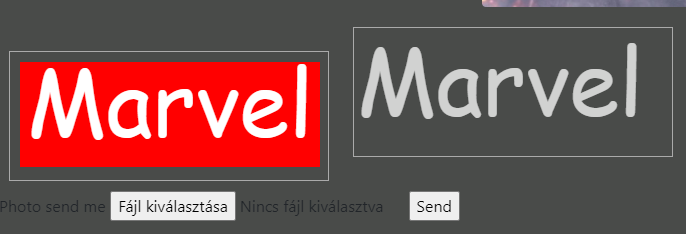 Marvel
Marvel
Photo send me Fájl kiválasztása Nincs fájl kiválasztva Send